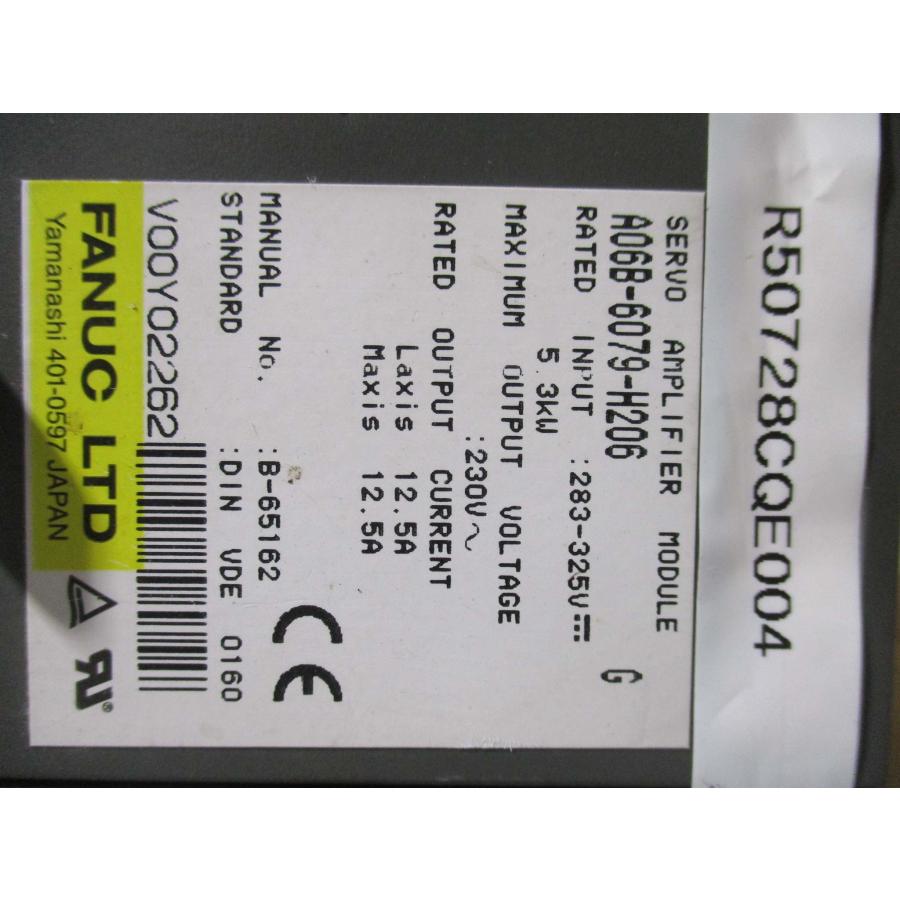 R50728CQE004
SERVO AMPLIFIER MODULE
A06B-6079-H206 G
RATED INPUT :283-325V⎓
5.3kW
MAXIMUM OUTPUT VOLTAGE
:230V~
RATED OUTPUT CURRENT
Laxis 12.5A
Maxis 12.5A
MANUAL No. :B-65162
STANDARD :DIN VDE 0160
CE
V00Y02262
FANUC LTD
Yamanashi 401-0597 JAPAN